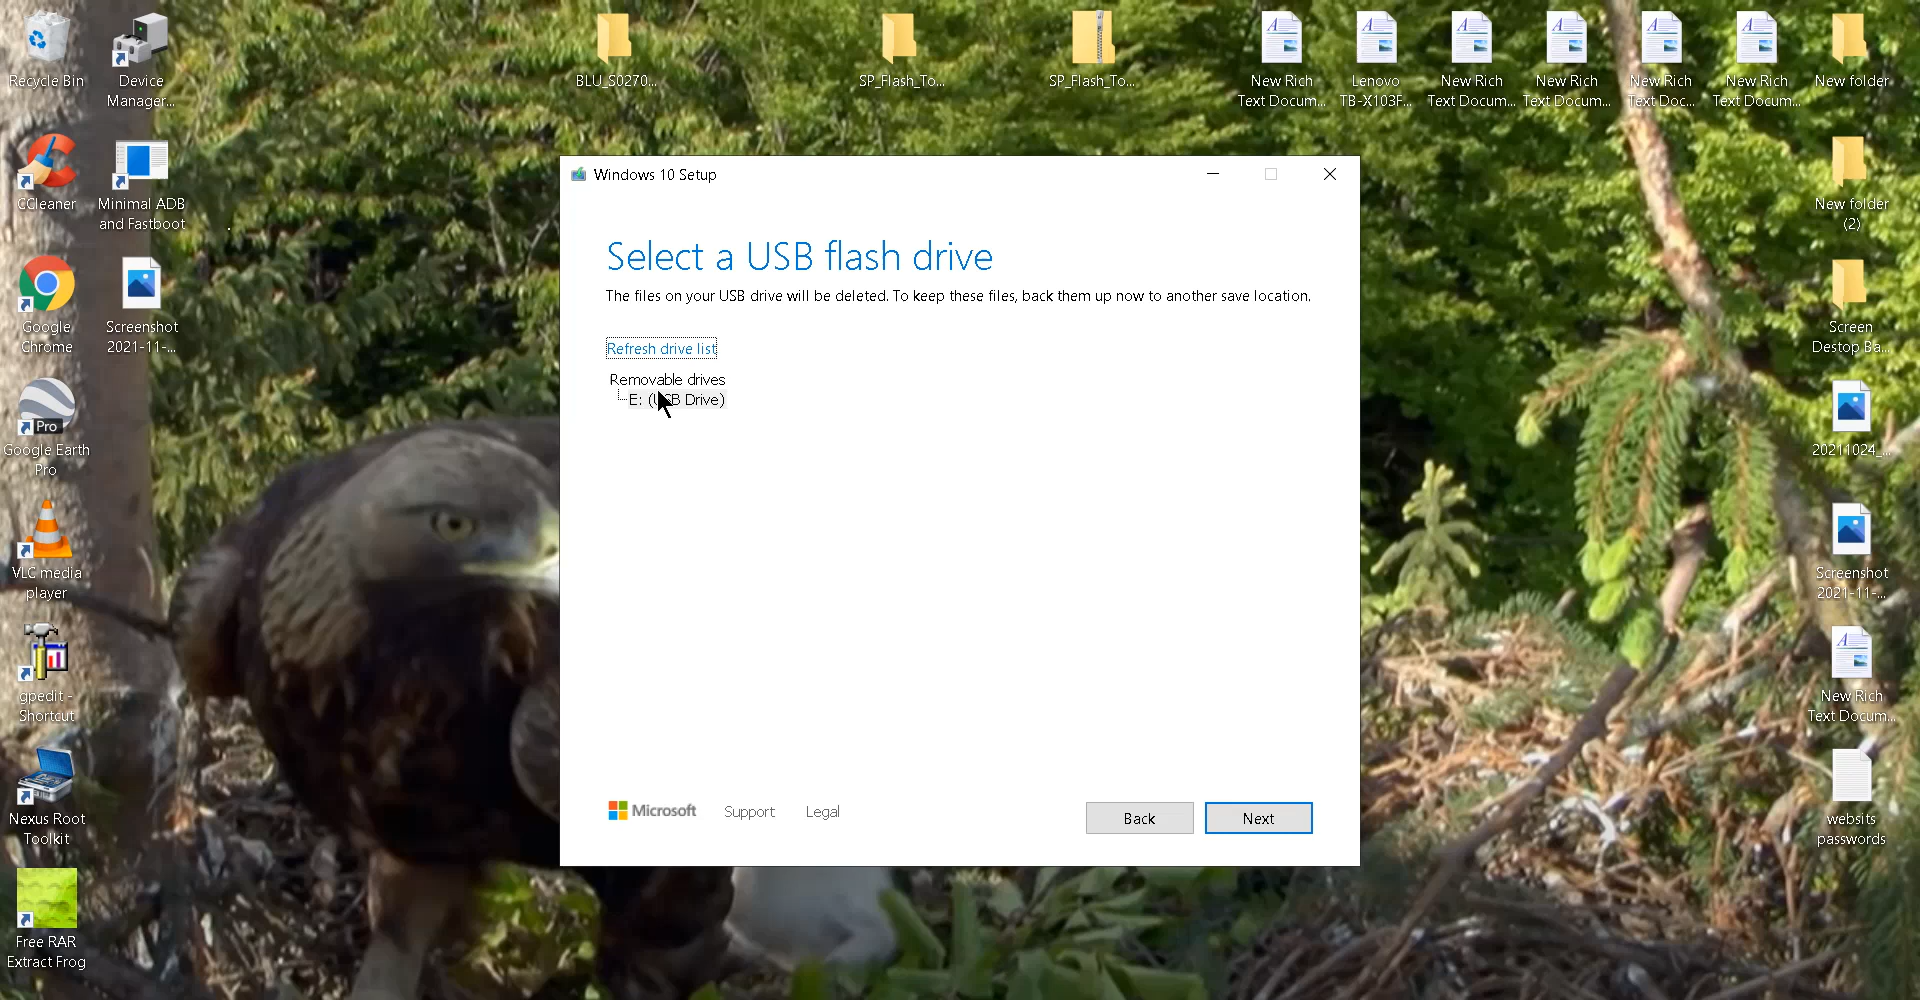 Recycle Bin
Device
Manager...
BLU_S0270...
SP_Flash_To...
SP_Flash_To...
New Rich
Text Docum...
Lenovo
TB-X103F...
New Rich
Text Docum...
New Rich
Text Docum...
New Rich
Text Doc...
New Rich
Text Docum...
New folder
CCleaner
Minimal ADB
and Fastboot
New folder
(2)
Google
Chrome
Screenshot
2021-11-...
Screen
Destop Ba...
Pro
Google Earth
Pro
20211024_...
VLC media
player
Screenshot
2021-11-...
gpedit -
Shortcut
New Rich
Text Docum...
Nexus Root
Toolkit
websits
passwords
Free RAR
Extract Frog
Windows 10 Setup
Select a USB flash drive
The files on your USB drive will be deleted. To keep these files, back them up now to another save location.
Refresh drive list
Removable drives
E: (USB Drive)
Microsoft
Support
Legal
Back
Next